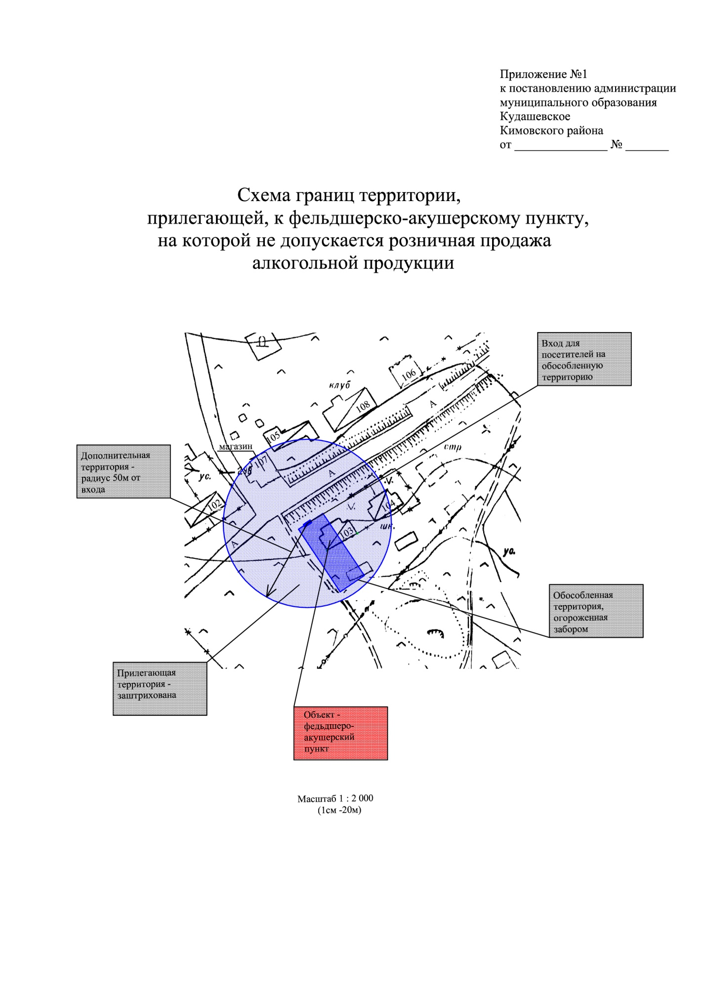 Приложение №1
к постановлению администрации
муниципального образования
Кудашевское
Кимовского района
от _______________ № _______
Схема границ территории,
прилегающей, к фельдшерско-акушерскому пункту,
на которой не допускается розничная продажа
алкогольной продукции
Вход для
посетителей на
обособленную
территорию
106
клуб
108
А
105
магазин
107
стр
Дополнительная
территория -
радиус 50м от
входа
ус.
А
102
104
шк.
103
А
Обособленная
территория,
огороженная
забором
Прилегающая
территория -
заштрихована
Объект -
федьдшеро-
акушерский
пункт
Масштаб 1 : 2 000
(1см -20м)